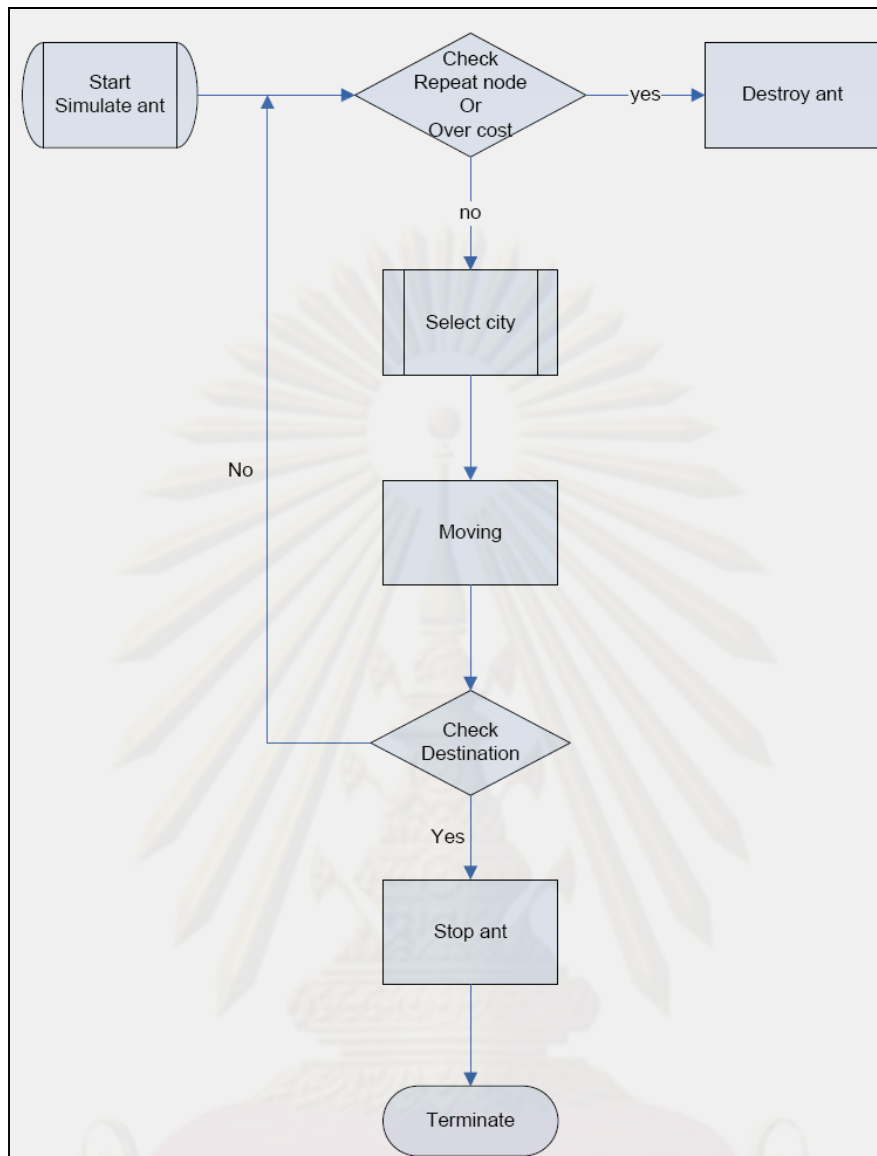 Start
Simulate ant
Check
Repeat node
Or
Over cost
yes
Destroy ant
no
Select city
No
Moving
Check
Destination
Yes
Stop ant
Terminate